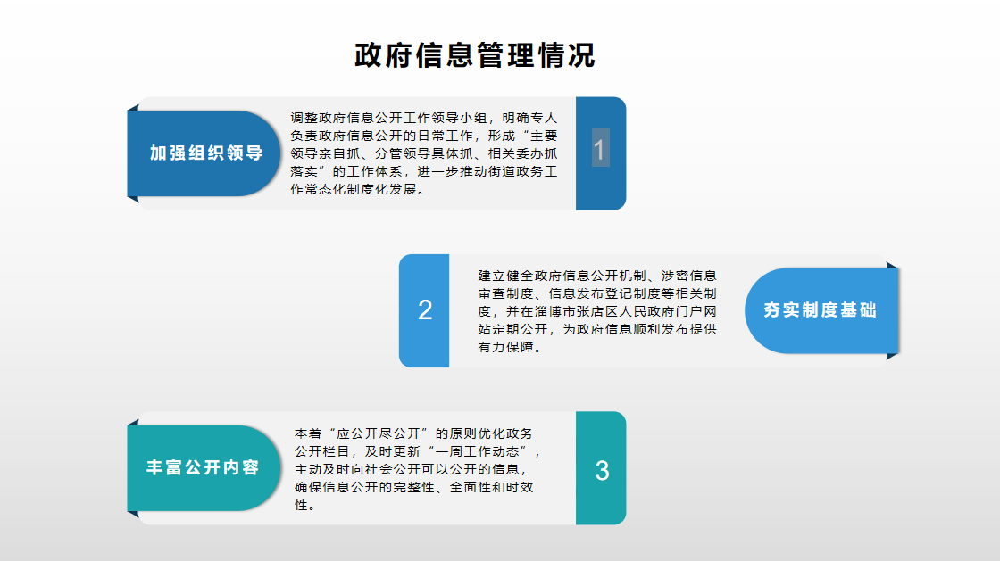 政府信息管理情况
加强组织领导
调整政府信息公开工作领导小组，明确专人
负责政府信息公开的日常工作，形成“主要
领导亲自抓、分管领导具体抓、相关委办抓
落实”的工作体系，进一步推动街道政务工
作常态化制度化发展。
1
2
建立健全政府信息公开机制、涉密信息
审查制度、信息发布登记制度等相关制
度，并在淄博市张店区人民政府门户网
站定期公开，为政府信息顺利发布提供
有力保障。
夯实制度基础
丰富公开内容
本着“应公开尽公开”的原则优化政务
公开栏目，及时更新“一周工作动态”，
主动及时向社会公开可以公开的信息，
确保信息公开的完整性、全面性和时效
性。
3